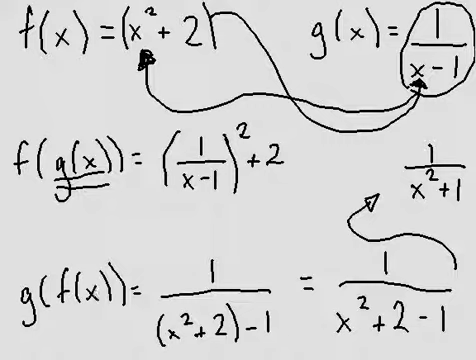 f(x) = (x² + 2) g(x) = 1/(x - 1)
f(g(x)) = (1/(x-1))² + 2
1/(x² + 1)
g(f(x)) = 1/((x² + 2) - 1) = 1/(x² + 2 - 1)